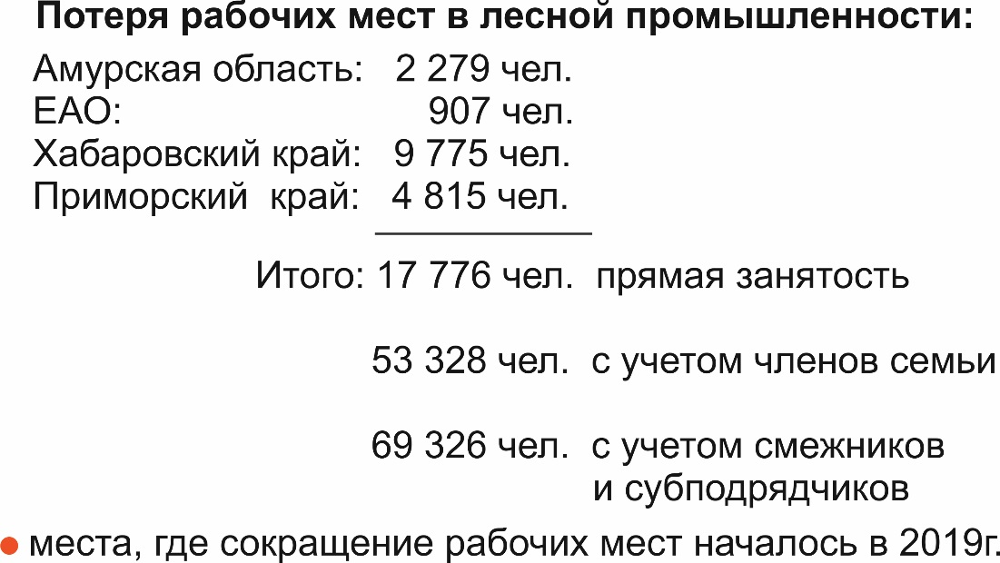 Потеря рабочих мест в лесной промышленности:
Амурская область: 2 279 чел.
ЕАО: 907 чел.
Хабаровский край: 9 775 чел.
Приморский край: 4 815 чел.
Итого: 17 776 чел. прямая занятость
53 328 чел. с учетом членов семьи
69 326 чел. с учетом смежников
и субподрядчиков
места, где сокращение рабочих мест началось в 2019г.